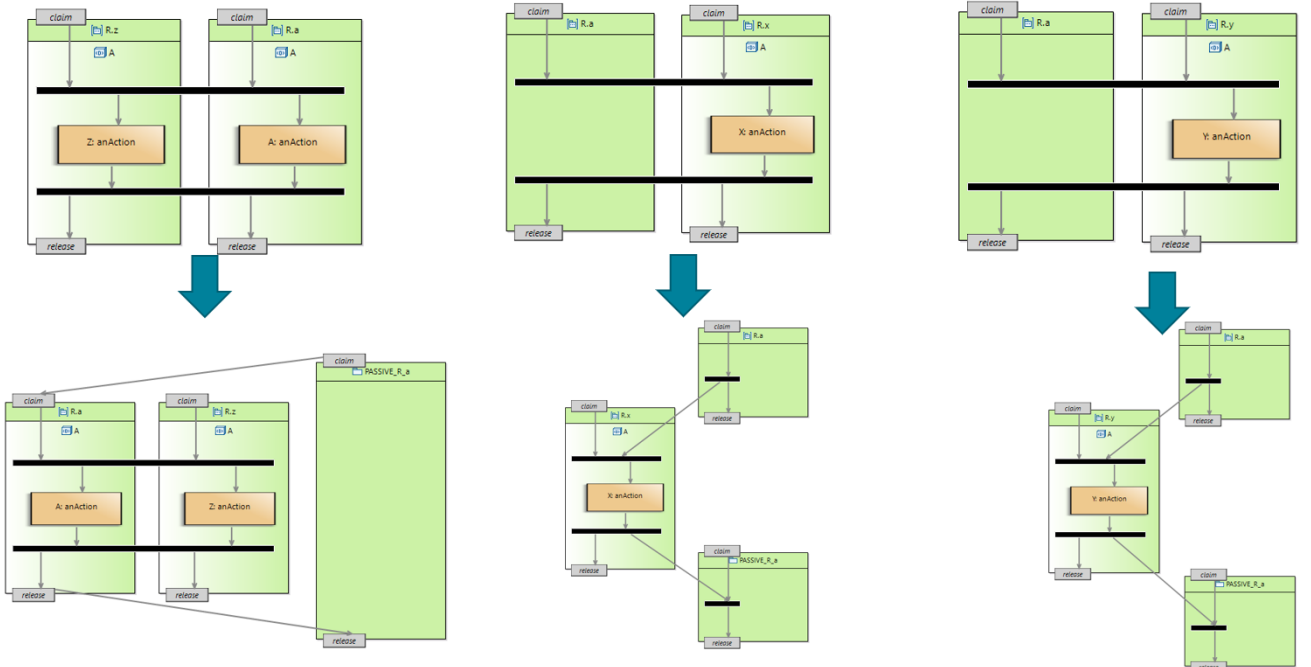 claim
R.z
A
Z: anAction
release
claim
R.a
A
A: anAction
release
claim
R.a
release
claim
R.x
A
X: anAction
release
claim
R.a
release
claim
R.y
A
Y: anAction
release
claim
R.a
A
A: anAction
release
claim
R.z
A
Z: anAction
release
claim
PASSIVE_R_a
release
claim
R.a
release
claim
R.x
A
X: anAction
release
claim
PASSIVE_R_a
release
claim
R.a
release
claim
R.y
A
Y: anAction
release
claim
PASSIVE_R_a
release